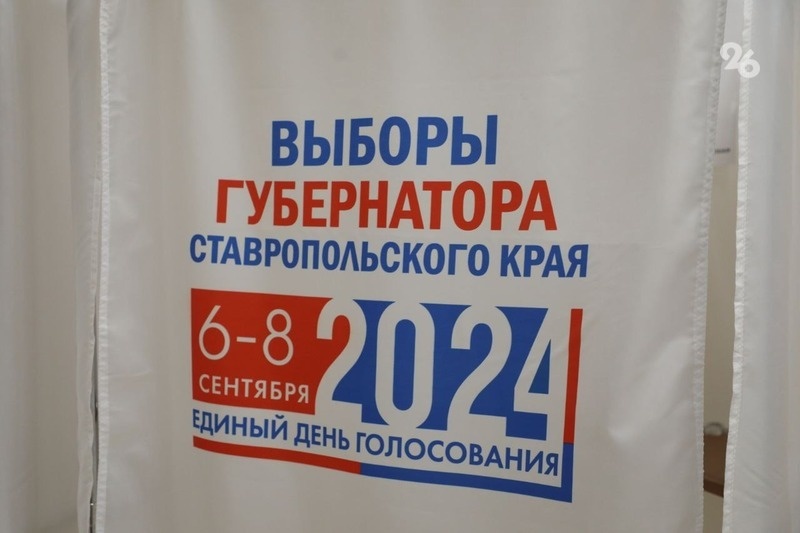 26
ВЫБОРЫ
ГУБЕРНАТОРА
СТАВРОПОЛЬСКОГО КРАЯ
6–8
СЕНТЯБРЯ
2024
ЕДИНЫЙ ДЕНЬ ГОЛОСОВАНИЯ